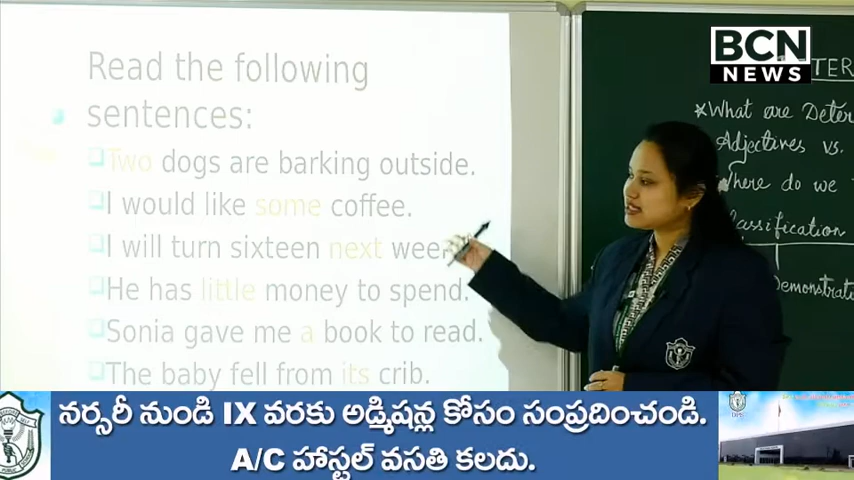 Read the following
sentences:
Two dogs are barking outside.
I would like some coffee.
I will turn sixteen next week.
He has little money to spend.
Sonia gave me a book to read.
The baby fell from its crib.
BCN
NEWS
*What are
Adjectives vs.
Where do we
Classification
నర్సరీ నుండి IX వరకు అడ్మిషన్ల కోసం సంప్రదించండి.
A/C హాస్టల్ వసతి కలదు.
DPS